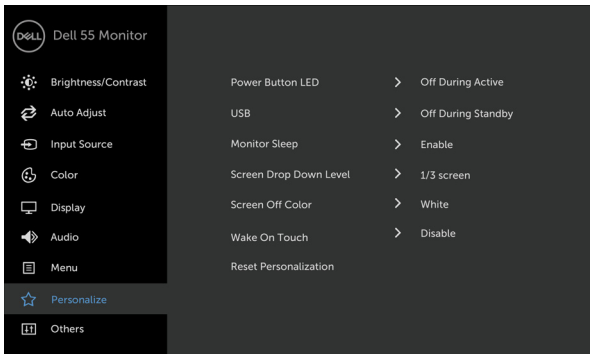 DELL Dell 55 Monitor
Brightness/Contrast
Auto Adjust
Input Source
Color
Display
Audio
Menu
Personalize
Others
Power Button LED > Off During Active
USB > Off During Standby
Monitor Sleep > Enable
Screen Drop Down Level > 1/3 screen
Screen Off Color > White
Wake On Touch > Disable
Reset Personalization